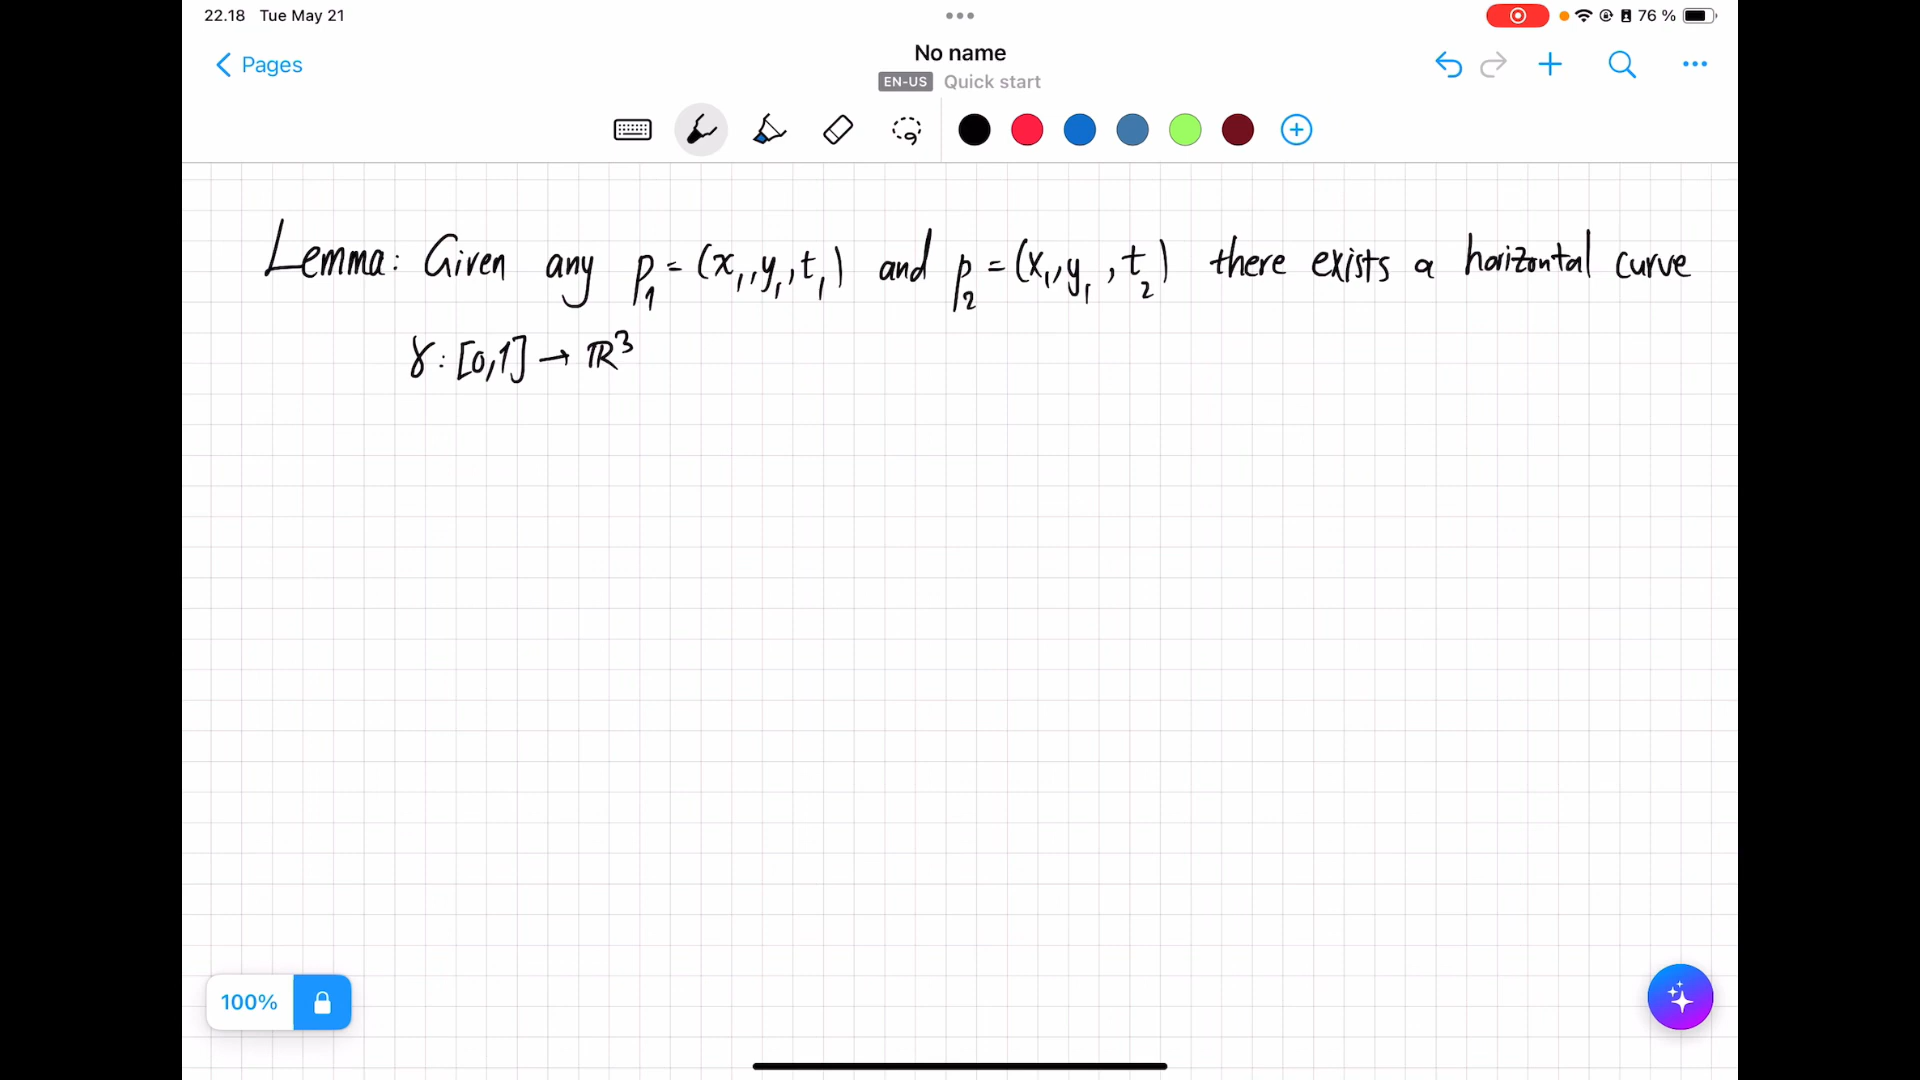 22.18 Tue May 21
76 %
No name
Pages
EN-US Quick start
Lemma: Given any p₁ = (x₁, y₁, t₁) and p₂ = (x₁, y₁, t₂) there exists a horizontal curve
γ: [0,1] → ℝ³
100%